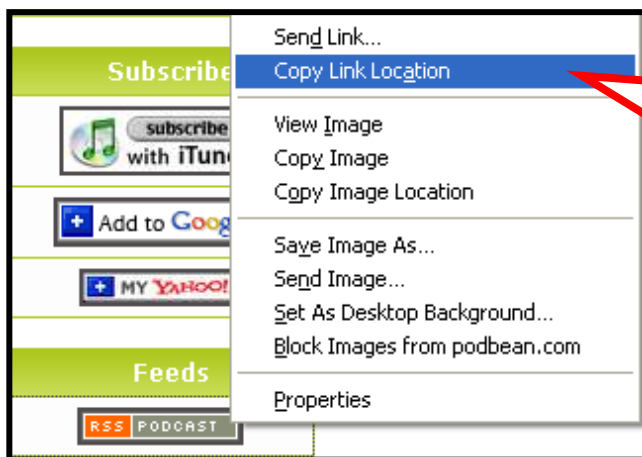 Subscribe
subscribe
with iTun
Add to Goog
MY YAHOO!
Feeds
RSS PODCAST
Send Link...
Copy Link Location
View Image
Copy Image
Copy Image Location
Save Image As...
Send Image...
Set As Desktop Background...
Block Images from podbean.com
Properties